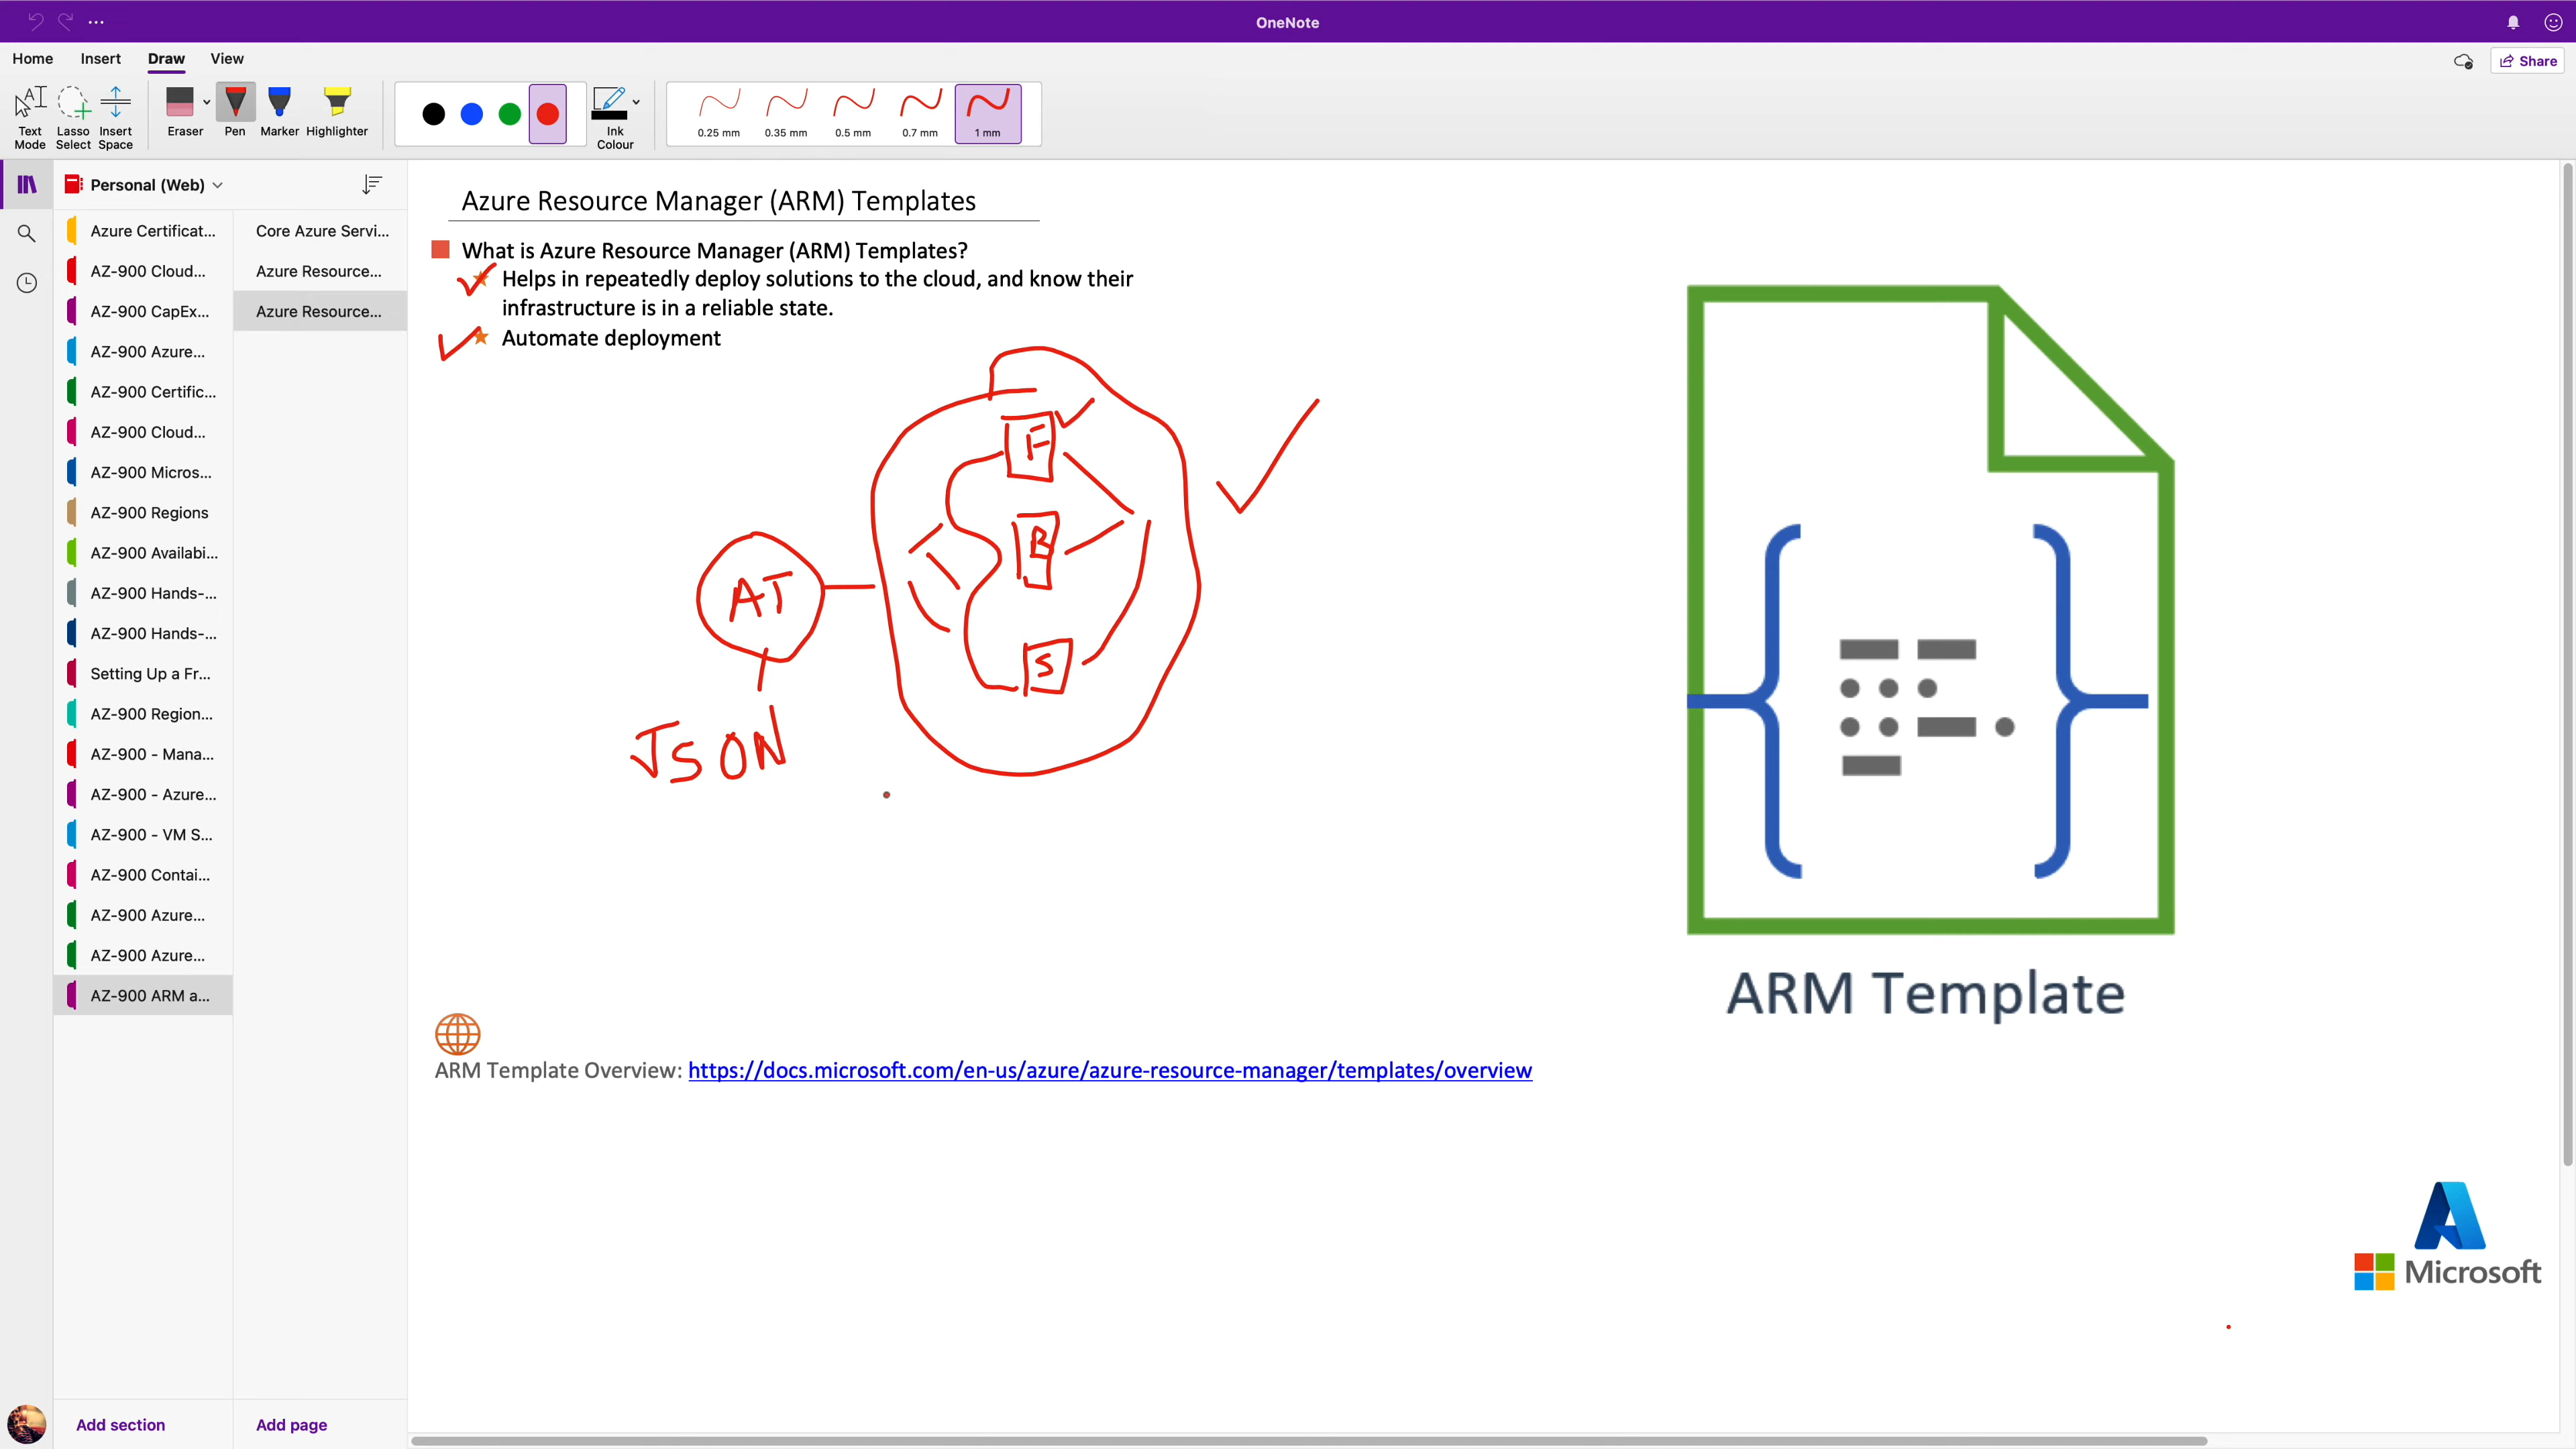 OneNote
Home Insert Draw View
Share
Text Mode
Lasso Select
Insert Space
Eraser
Pen
Marker
Highlighter
Ink Colour
0.25 mm
0.35 mm
0.5 mm
0.7 mm
1 mm
Personal (Web)
Azure Certificat...
AZ-900 Cloud...
AZ-900 CapEx...
AZ-900 Azure...
AZ-900 Certific...
AZ-900 Cloud...
AZ-900 Micros...
AZ-900 Regions
AZ-900 Availabi...
AZ-900 Hands-...
AZ-900 Hands-...
Setting Up a Fr...
AZ-900 Region...
AZ-900 - Mana...
AZ-900 - Azure...
AZ-900 - VM S...
AZ-900 Contai...
AZ-900 Azure...
AZ-900 Azure...
AZ-900 ARM a...
Add section
Core Azure Servi...
Azure Resource...
Azure Resource...
Add page
Azure Resource Manager (ARM) Templates
What is Azure Resource Manager (ARM) Templates?
Helps in repeatedly deploy solutions to the cloud, and know their
infrastructure is in a reliable state.
Automate deployment
F
B
S
AT
JSON
ARM Template
ARM Template Overview: https://docs.microsoft.com/en-us/azure/azure-resource-manager/templates/overview
Microsoft